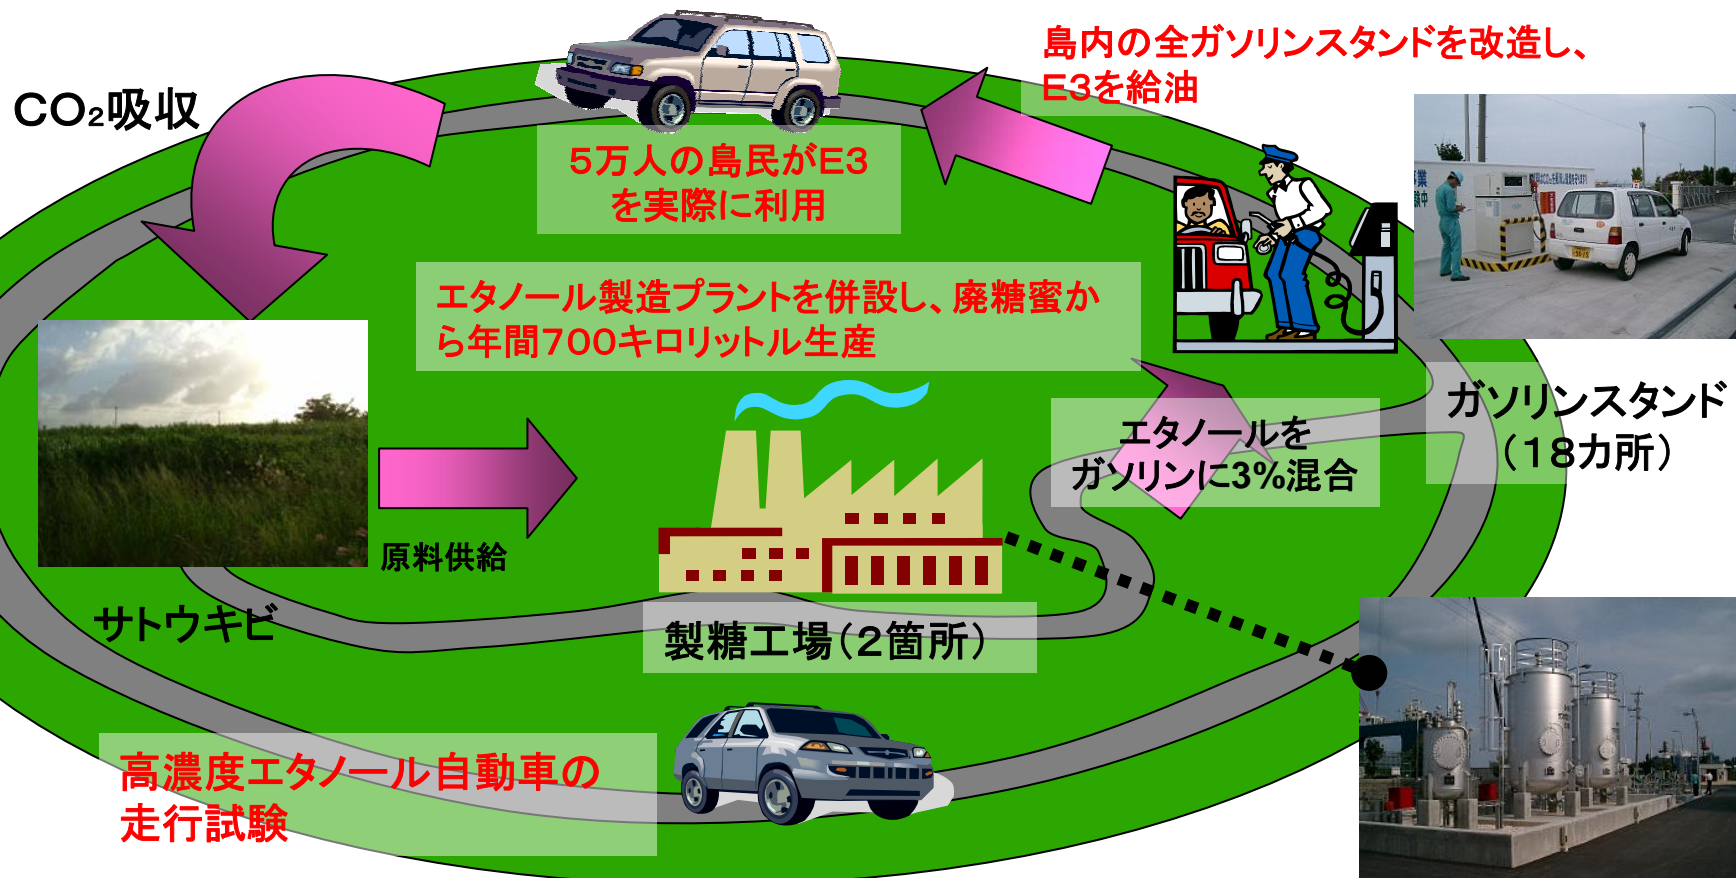 島内の全ガソリンスタンドを改造し、
E3を給油
CO₂吸収
5万人の島民がE3
を実際に利用
エタノール製造プラントを併設し、廃糖蜜か
ら年間700キロリットル生産
ガソリンスタンド
（18カ所）
エタノールを
ガソリンに3%混合
原料供給
サトウキビ
製糖工場（2箇所）
高濃度エタノール自動車の
走行試験